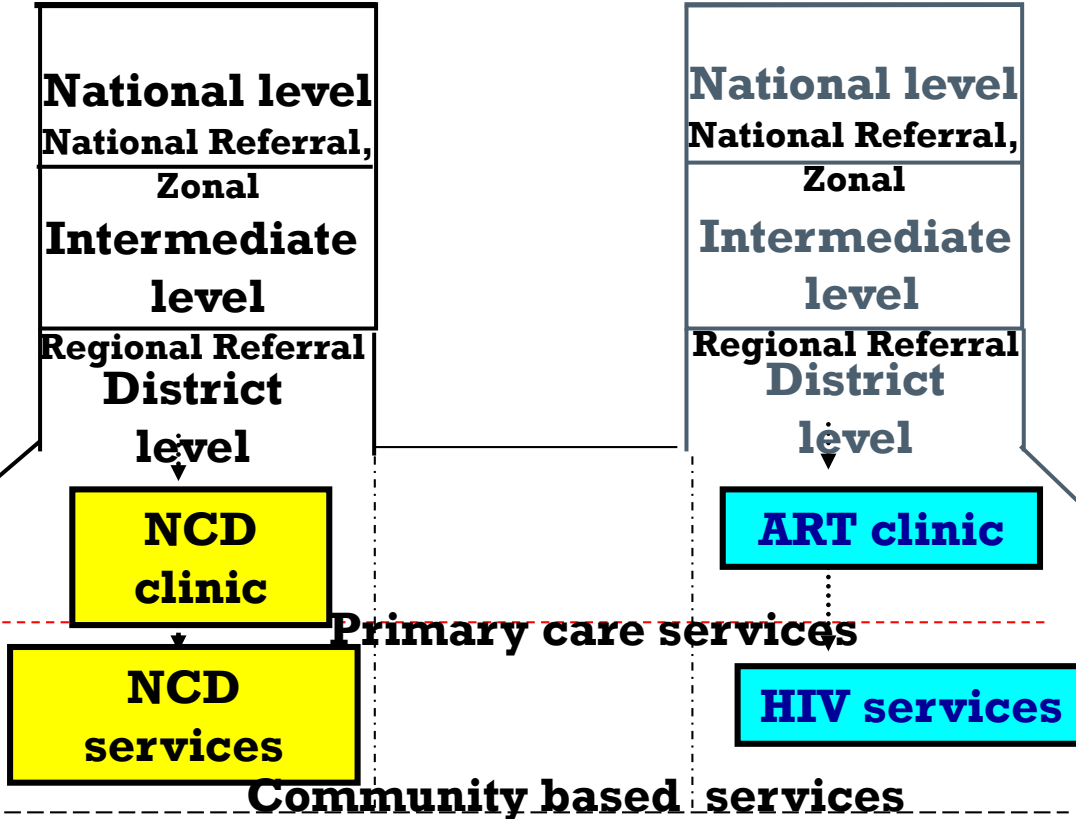 National level
National Referral,
Zonal
Intermediate
level
Regional Referral
District
level
NCD
clinic
NCD
services
National level
National Referral,
Zonal
Intermediate
level
Regional Referral
District
level
ART clinic
HIV services
Primary care services
Community based services